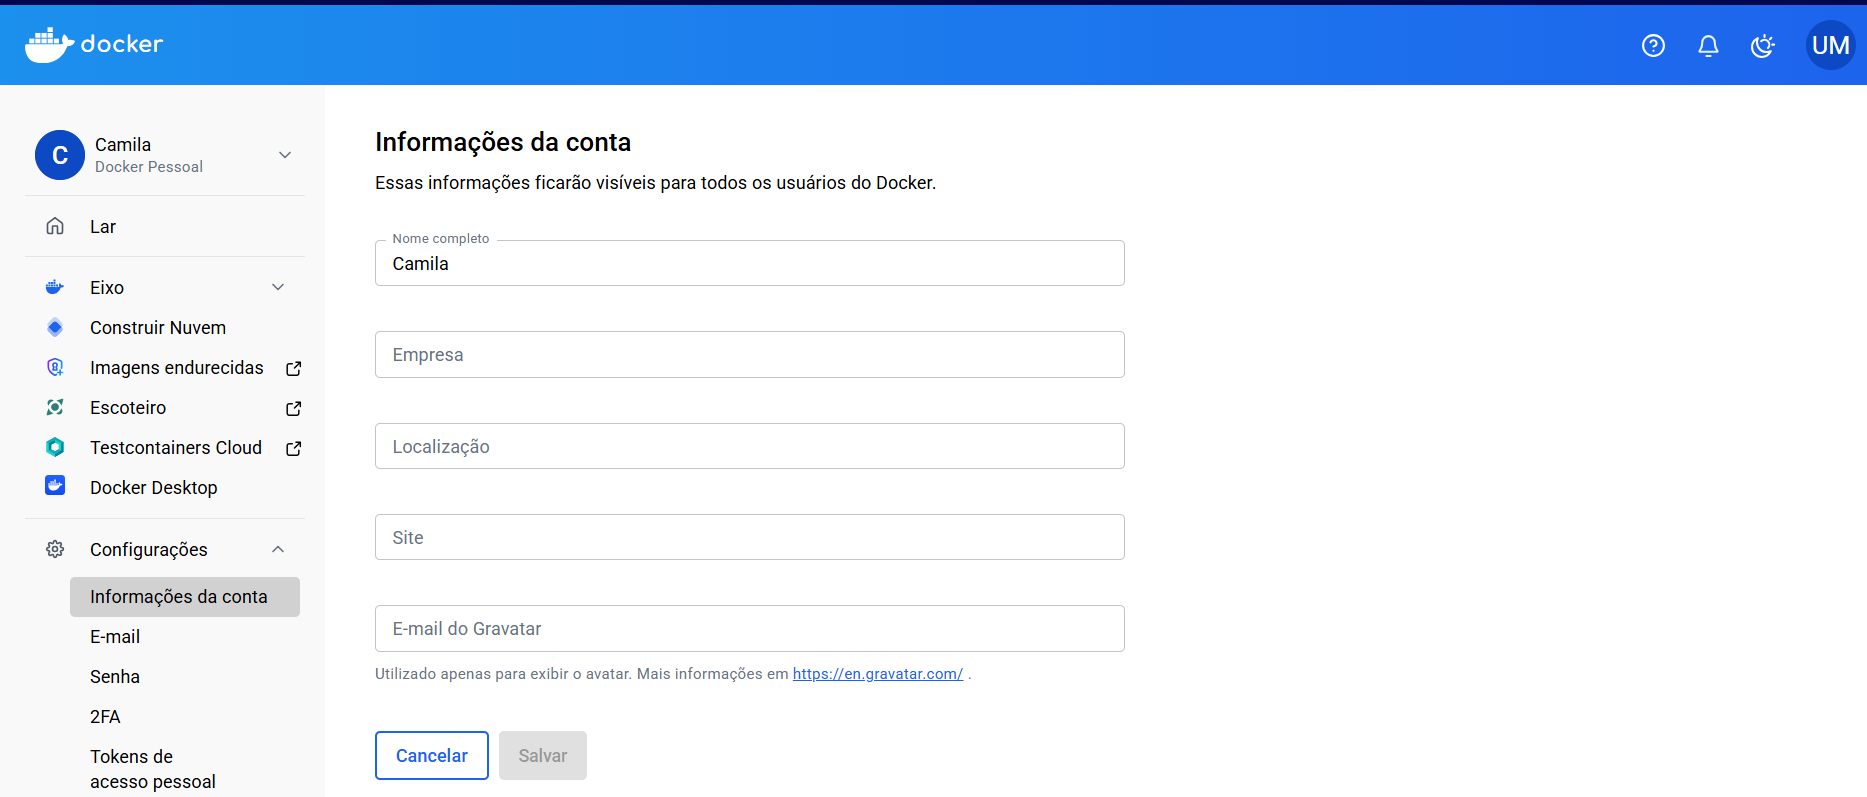 docker
UM
C
Camila
Docker Pessoal
Lar
Eixo
Construir Nuvem
Imagens endurecidas
Escoteiro
Testcontainers Cloud
Docker Desktop
Configurações
Informações da conta
E-mail
Senha
2FA
Tokens de
acesso pessoal
Informações da conta
Essas informações ficarão visíveis para todos os usuários do Docker.
Nome completo
Camila
Empresa
Localização
Site
E-mail do Gravatar
Utilizado apenas para exibir o avatar. Mais informações em https://en.gravatar.com/ .
Cancelar
Salvar